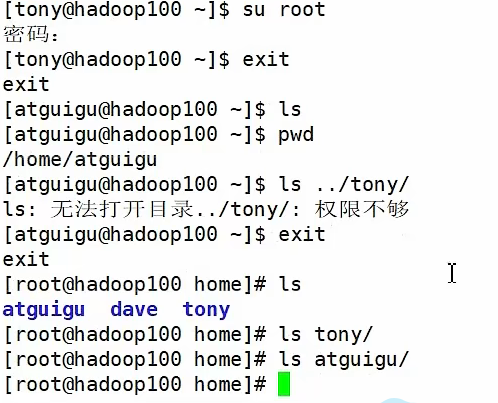 [tony@hadoop100 ~]$ su root
密码：
[tony@hadoop100 ~]$ exit
exit
[atguigu@hadoop100 ~]$ ls
[atguigu@hadoop100 ~]$ pwd
/home/atguigu
[atguigu@hadoop100 ~]$ ls ../tony/
ls: 无法打开目录../tony/: 权限不够
[atguigu@hadoop100 ~]$ exit
exit
[root@hadoop100 home]# ls
atguigu  dave  tony
[root@hadoop100 home]# ls tony/
[root@hadoop100 home]# ls atguigu/
[root@hadoop100 home]#